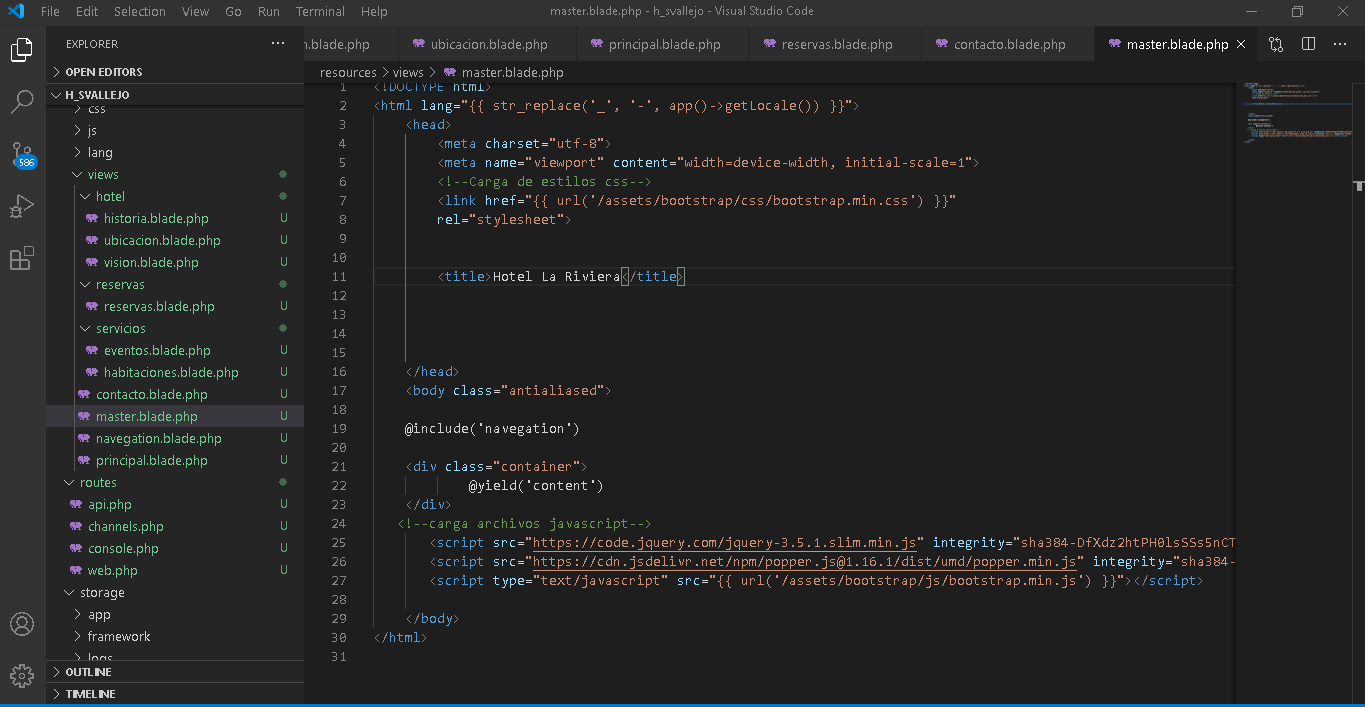 File Edit Selection View Go Run Terminal Help
master.blade.php - h_svallejo - Visual Studio Code
EXPLORER
OPEN EDITORS
H_SVALLEJO
css
js
lang
views
hotel
historia.blade.php U
ubicacion.blade.php U
vision.blade.php U
reservas
reservas.blade.php U
servicios
eventos.blade.php U
habitaciones.blade.php U
contacto.blade.php U
master.blade.php U
navegation.blade.php U
principal.blade.php U
routes
api.php U
channels.php U
console.php U
web.php U
storage
app
framework
logs
OUTLINE
TIMELINE
586
n.blade.php ubicacion.blade.php principal.blade.php reservas.blade.php contacto.blade.php master.blade.php
resources > views > master.blade.php
1 <!DOCTYPE html>
2 <html lang="{{ str_replace('_', '-', app()->getLocale()) }}">
3 <head>
4 <meta charset="utf-8">
5 <meta name="viewport" content="width=device-width, initial-scale=1">
6 <!--Carga de estilos css-->
7 <link href="{{ url('/assets/bootstrap/css/bootstrap.min.css') }}"
8 rel="stylesheet">
9
10
11 <title>Hotel La Riviera</title>
12
13
14
15
16 </head>
17 <body class="antialiased">
18
19 @include('navegation')
20
21 <div class="container">
22 @yield('content')
23 </div>
24 <!--carga archivos javascript-->
25 <script src="https://code.jquery.com/jquery-3.5.1.slim.min.js" integrity="sha384-DfXdz2htPH0lsSSs5nCT
26 <script src="https://cdn.jsdelivr.net/npm/popper.js@1.16.1/dist/umd/popper.min.js" integrity="sha384-
27 <script type="text/javascript" src="{{ url('/assets/bootstrap/js/bootstrap.min.js') }}"></script>
28
29 </body>
30 </html>
31